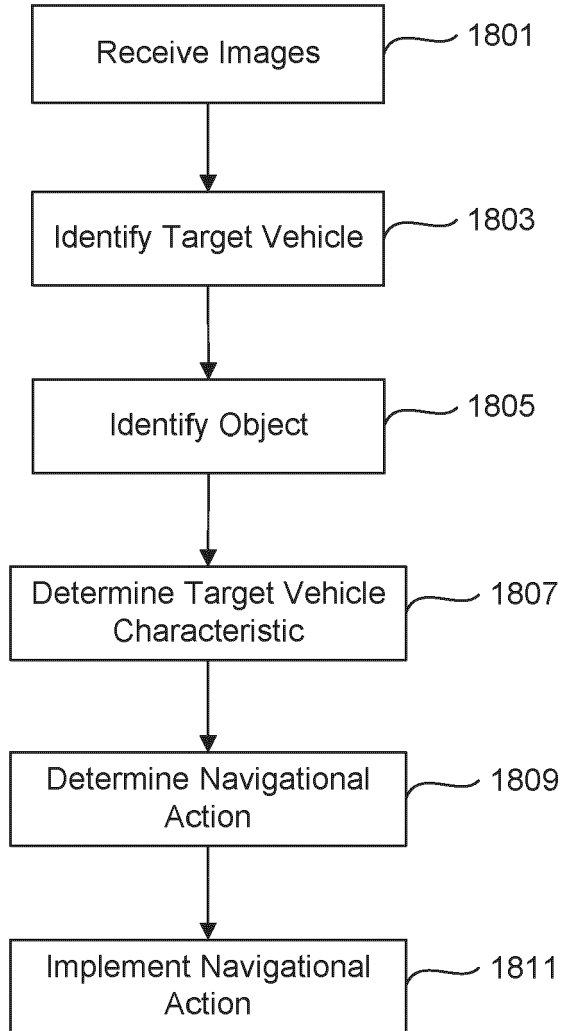 Receive Images
1801
Identify Target Vehicle
1803
Identify Object
1805
Determine Target Vehicle
Characteristic
1807
Determine Navigational
Action
1809
Implement Navigational
Action
1811